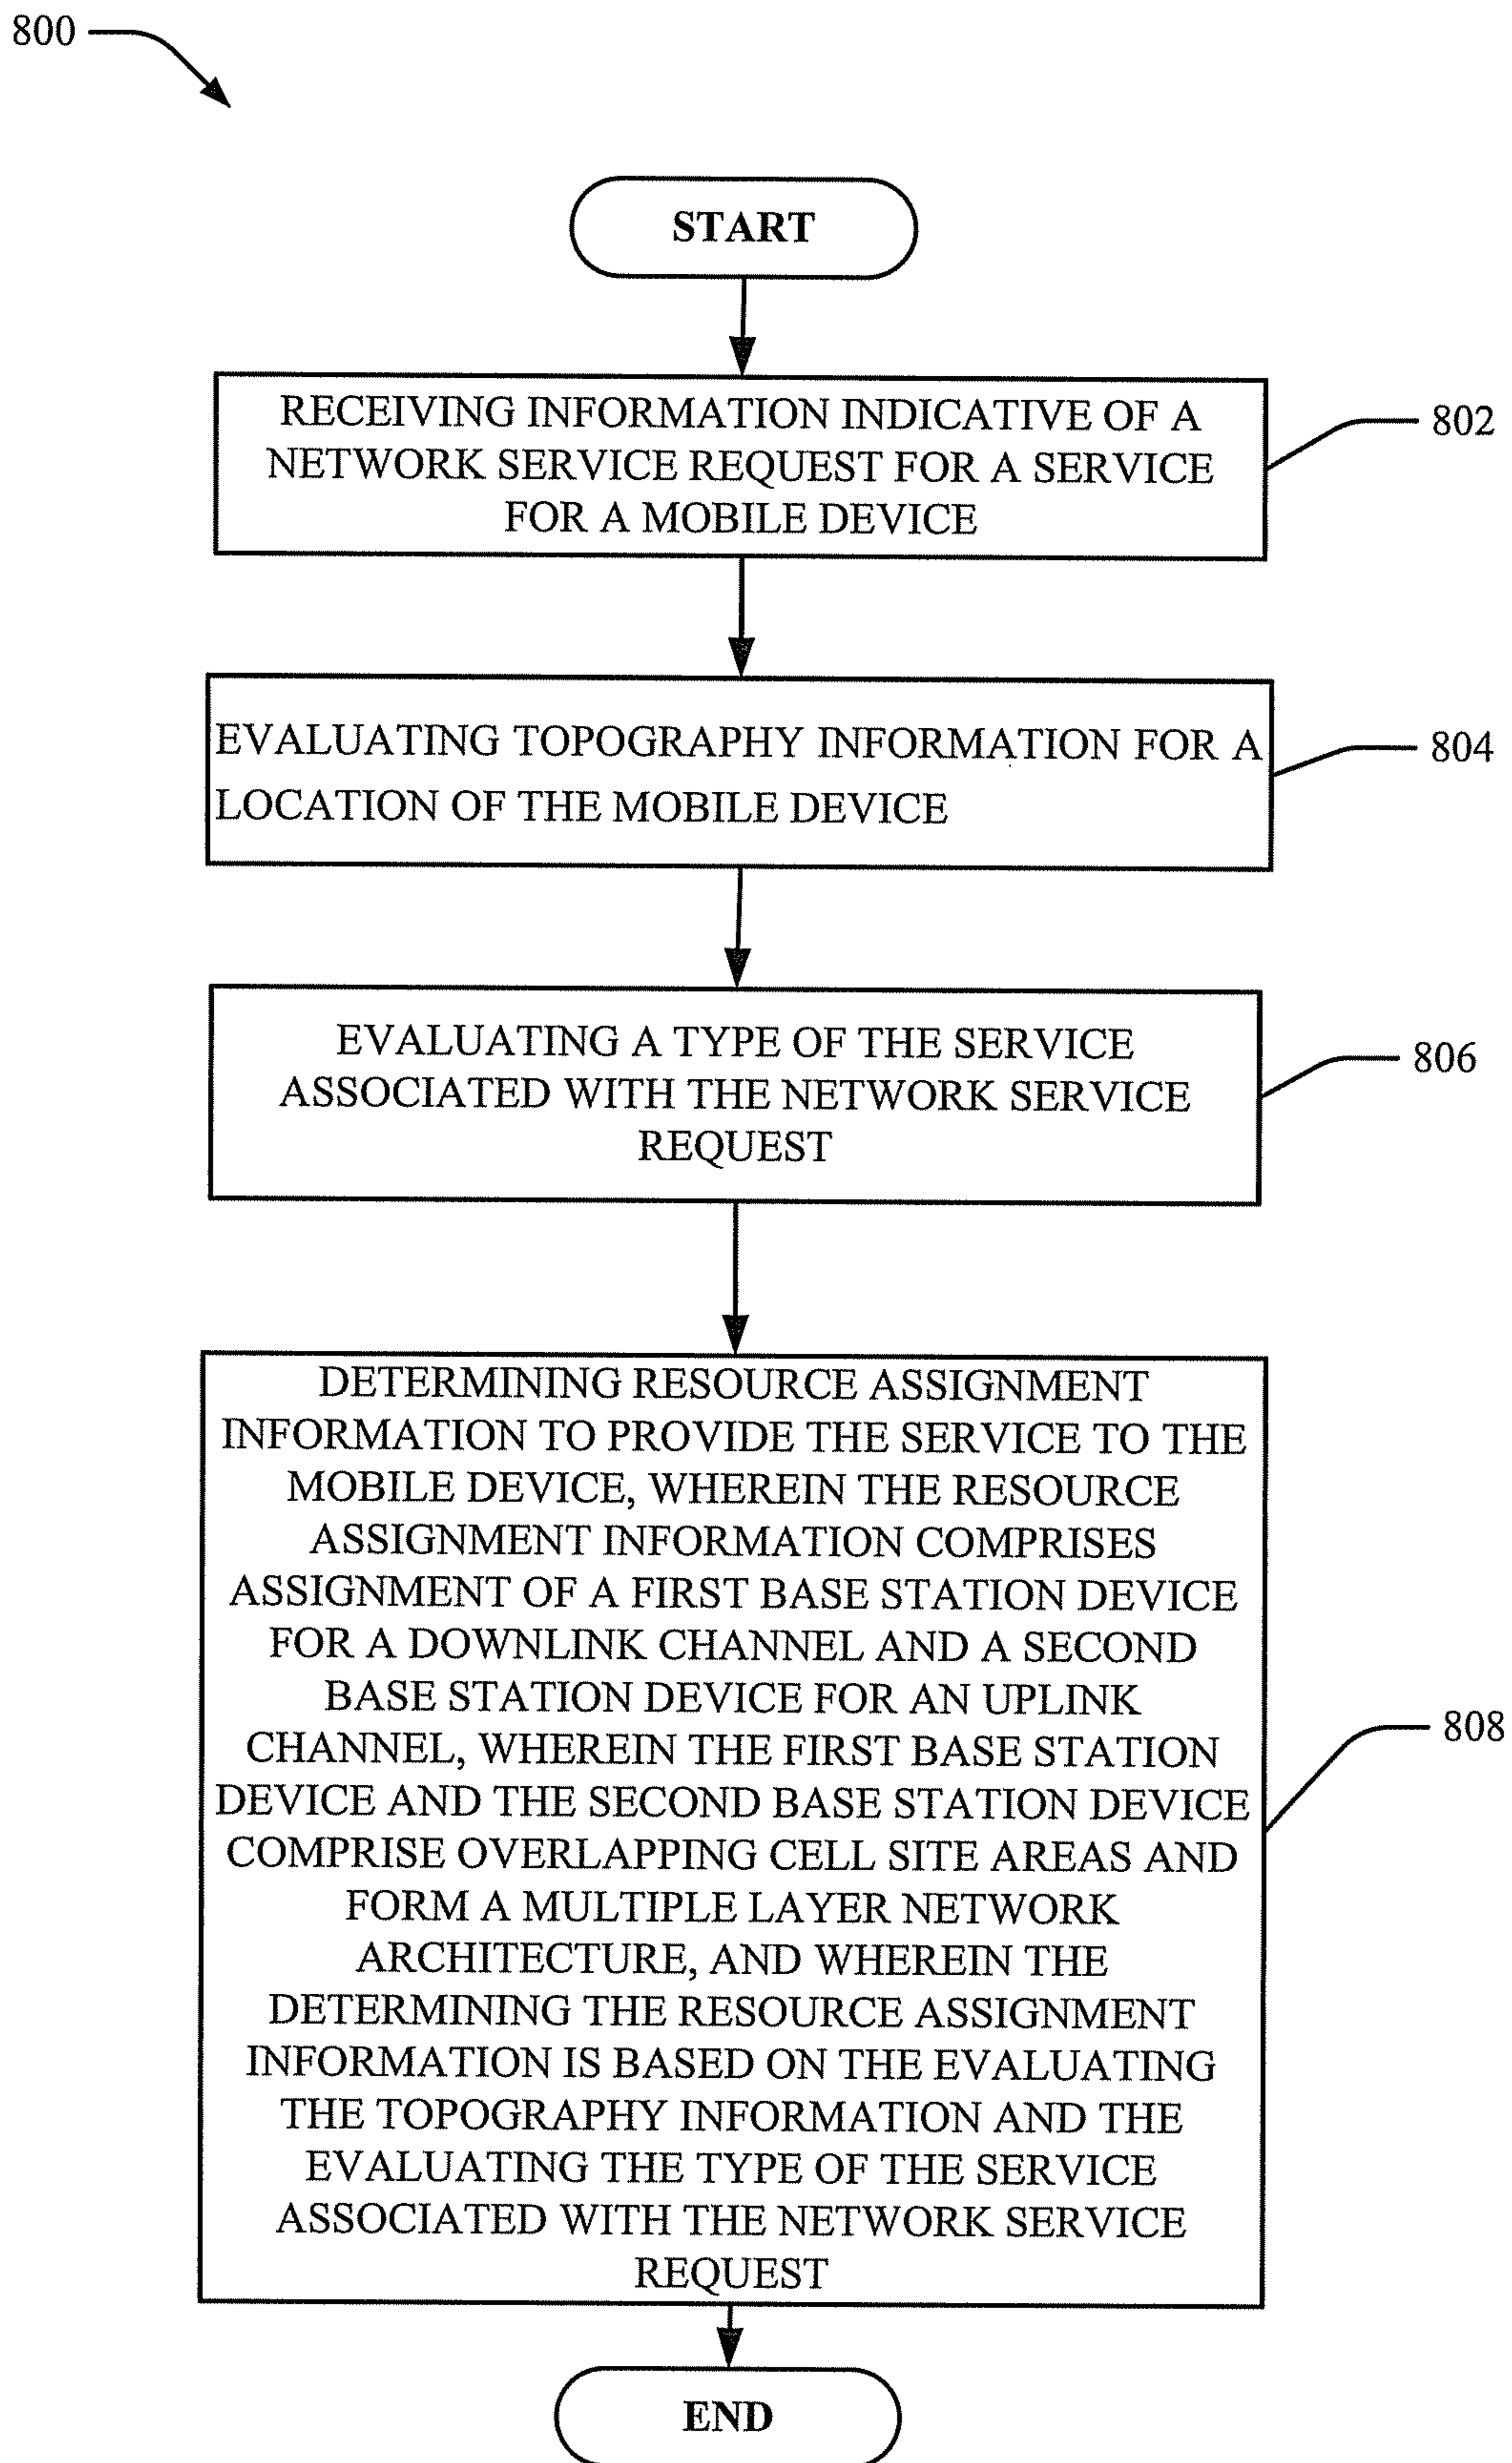 800
START
RECEIVING INFORMATION INDICATIVE OF A
NETWORK SERVICE REQUEST FOR A SERVICE
FOR A MOBILE DEVICE
802
EVALUATING TOPOGRAPHY INFORMATION FOR A
LOCATION OF THE MOBILE DEVICE
804
EVALUATING A TYPE OF THE SERVICE
ASSOCIATED WITH THE NETWORK SERVICE
REQUEST
806
DETERMINING RESOURCE ASSIGNMENT
INFORMATION TO PROVIDE THE SERVICE TO THE
MOBILE DEVICE, WHEREIN THE RESOURCE
ASSIGNMENT INFORMATION COMPRISES
ASSIGNMENT OF A FIRST BASE STATION DEVICE
FOR A DOWNLINK CHANNEL AND A SECOND
BASE STATION DEVICE FOR AN UPLINK
CHANNEL, WHEREIN THE FIRST BASE STATION
DEVICE AND THE SECOND BASE STATION DEVICE
COMPRISE OVERLAPPING CELL SITE AREAS AND
FORM A MULTIPLE LAYER NETWORK
ARCHITECTURE, AND WHEREIN THE
DETERMINING THE RESOURCE ASSIGNMENT
INFORMATION IS BASED ON THE EVALUATING
THE TOPOGRAPHY INFORMATION AND THE
EVALUATING THE TYPE OF THE SERVICE
ASSOCIATED WITH THE NETWORK SERVICE
REQUEST
808
END